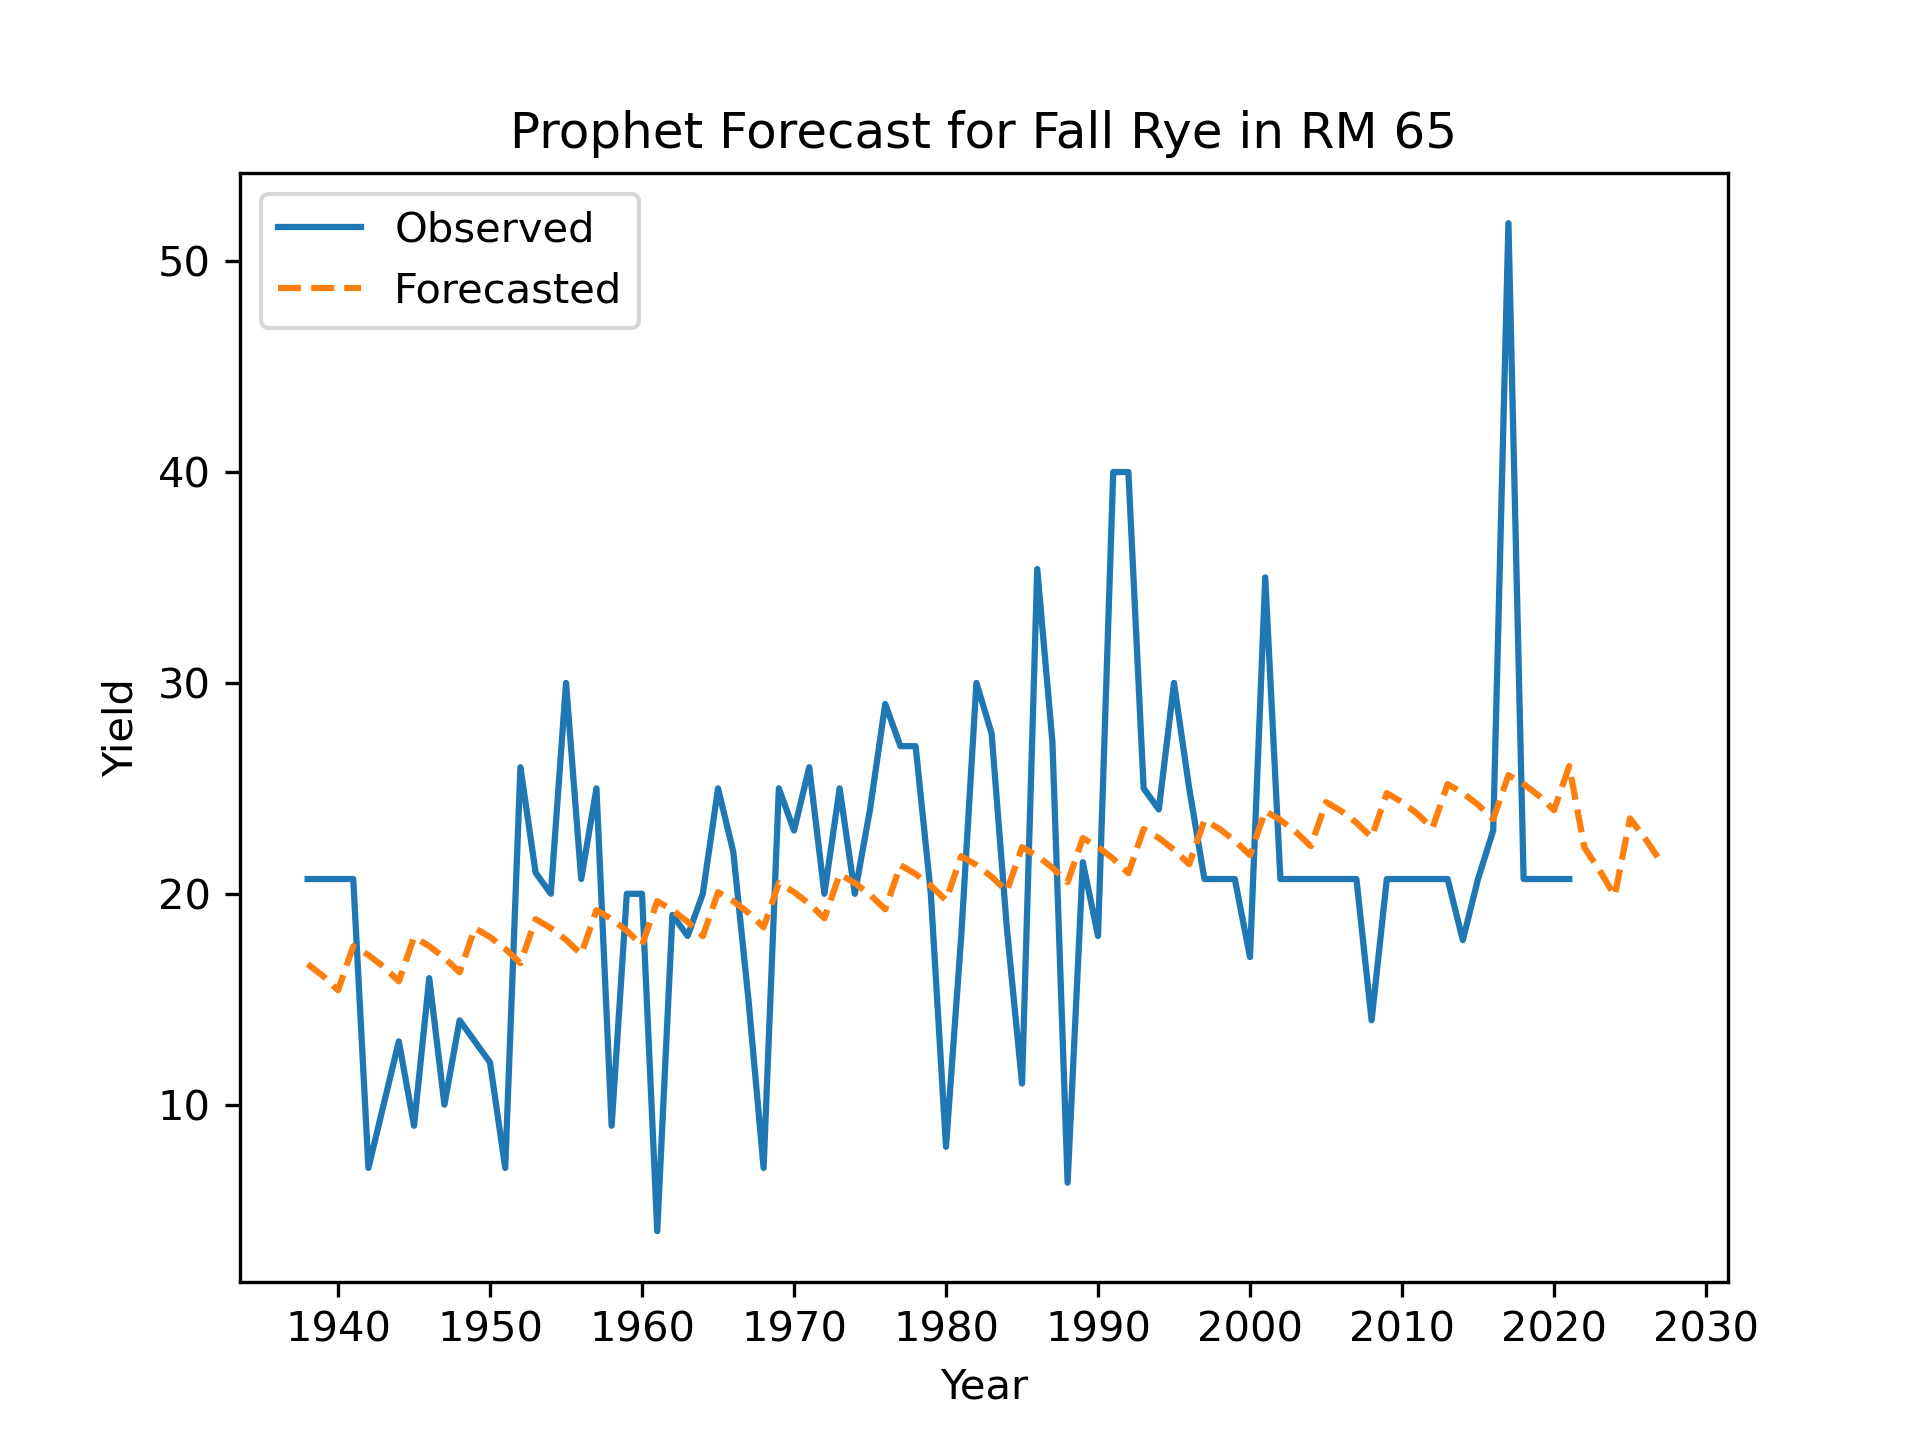 Prophet Forecast for Fall Rye in RM 65
Observed
Forecasted
50
40
30
20
10
Yield
1940 1950 1960 1970 1980 1990 2000 2010 2020 2030
Year